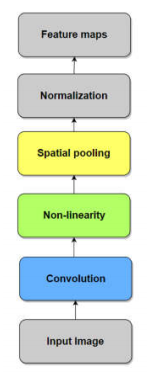 Feature maps
Normalization
Spatial pooling
Non-linearity
Convolution
Input Image